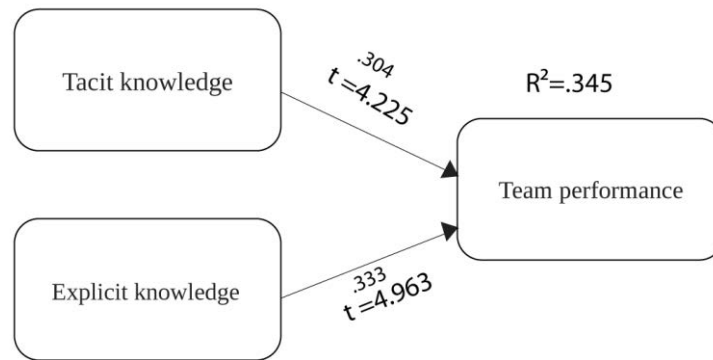 Tacit knowledge
.304
t =4.225
R²=.345
Team performance
Explicit knowledge
.333
t =4.963